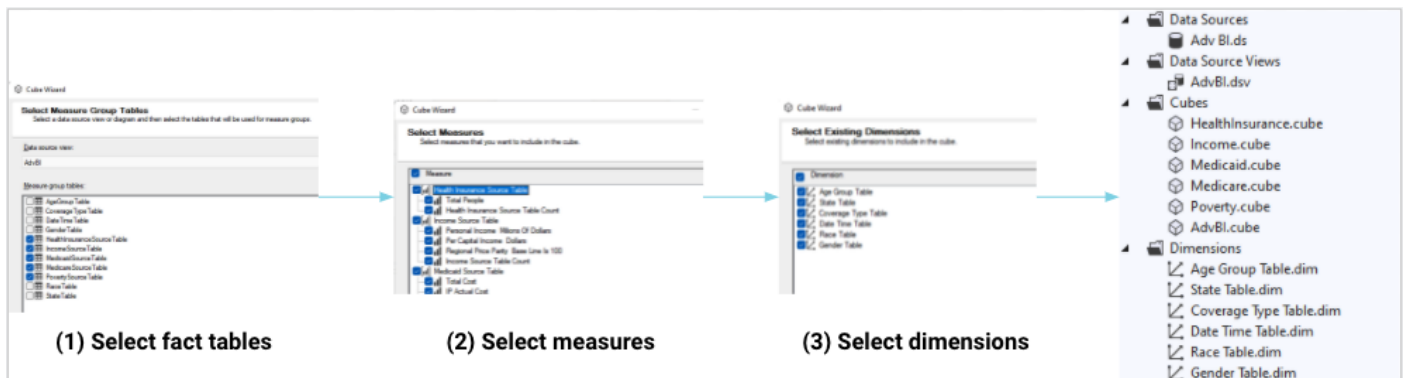 Cube Wizard
Select Measure Group Tables
Select a data source view or diagram and then select the tables that will be used for measure groups.
Data source view:
AdvBI
Measure group tables:
AgeGroupTable
CoverageTypeTable
DateTimeTable
GenderTable
HealthInsuranceSourceTable
IncomeSourceTable
MedicaidSourceTable
MedicareSourceTable
PovertySourceTable
RaceTable
StateTable
(1) Select fact tables
Cube Wizard
Select Measures
Select measures that you want to include in the cube.
Measure
Health Insurance Source Table
Total People
Health Insurance Source Table Count
Income Source Table
Personal Income Milions Of Dollars
Per Capital Income Dollars
Regional Price Parity Base Line Is 100
Income Source Table Count
Medicaid Source Table
Total Cost
IP Actual Cost
(2) Select measures
Cube Wizard
Select Existing Dimensions
Select existing dimensions to include in the cube.
Dimension
Age Group Table
State Table
Coverage Type Table
Date Time Table
Race Table
Gender Table
(3) Select dimensions
Data Sources
Adv BI.ds
Data Source Views
AdvBI.dsv
Cubes
HealthInsurance.cube
Income.cube
Medicaid.cube
Medicare.cube
Poverty.cube
AdvBI.cube
Dimensions
Age Group Table.dim
State Table.dim
Coverage Type Table.dim
Date Time Table.dim
Race Table.dim
Gender Table.dim